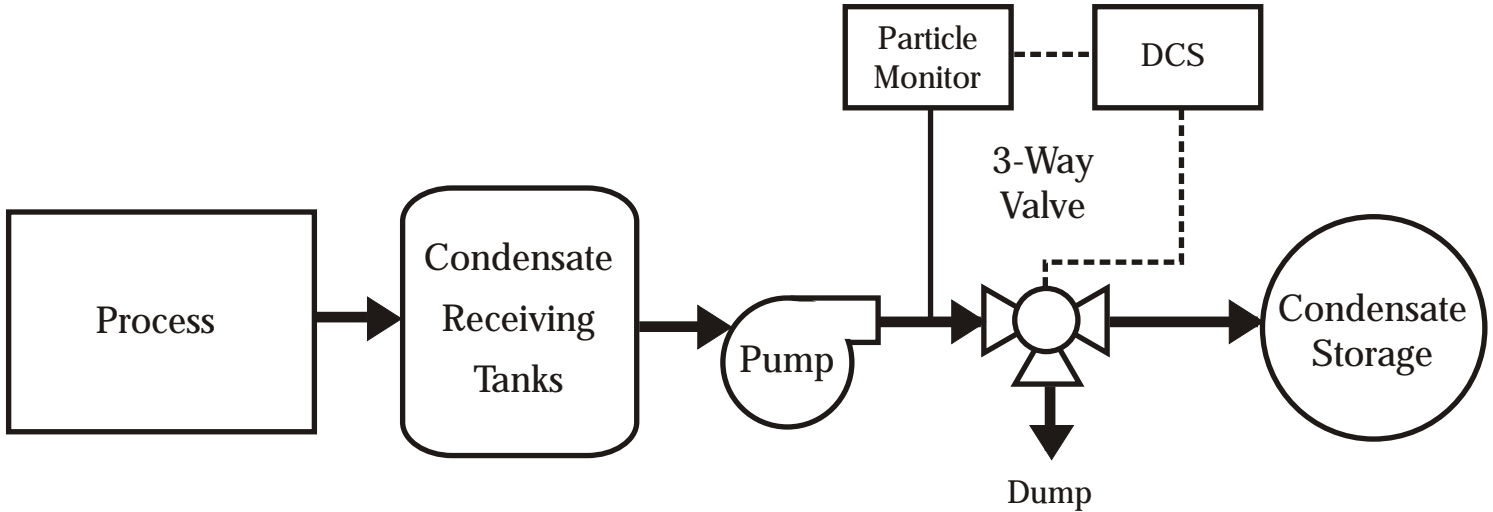 Particle
Monitor
DCS
3-Way
Valve
Process
Condensate
Receiving
Tanks
Pump
Condensate
Storage
Dump